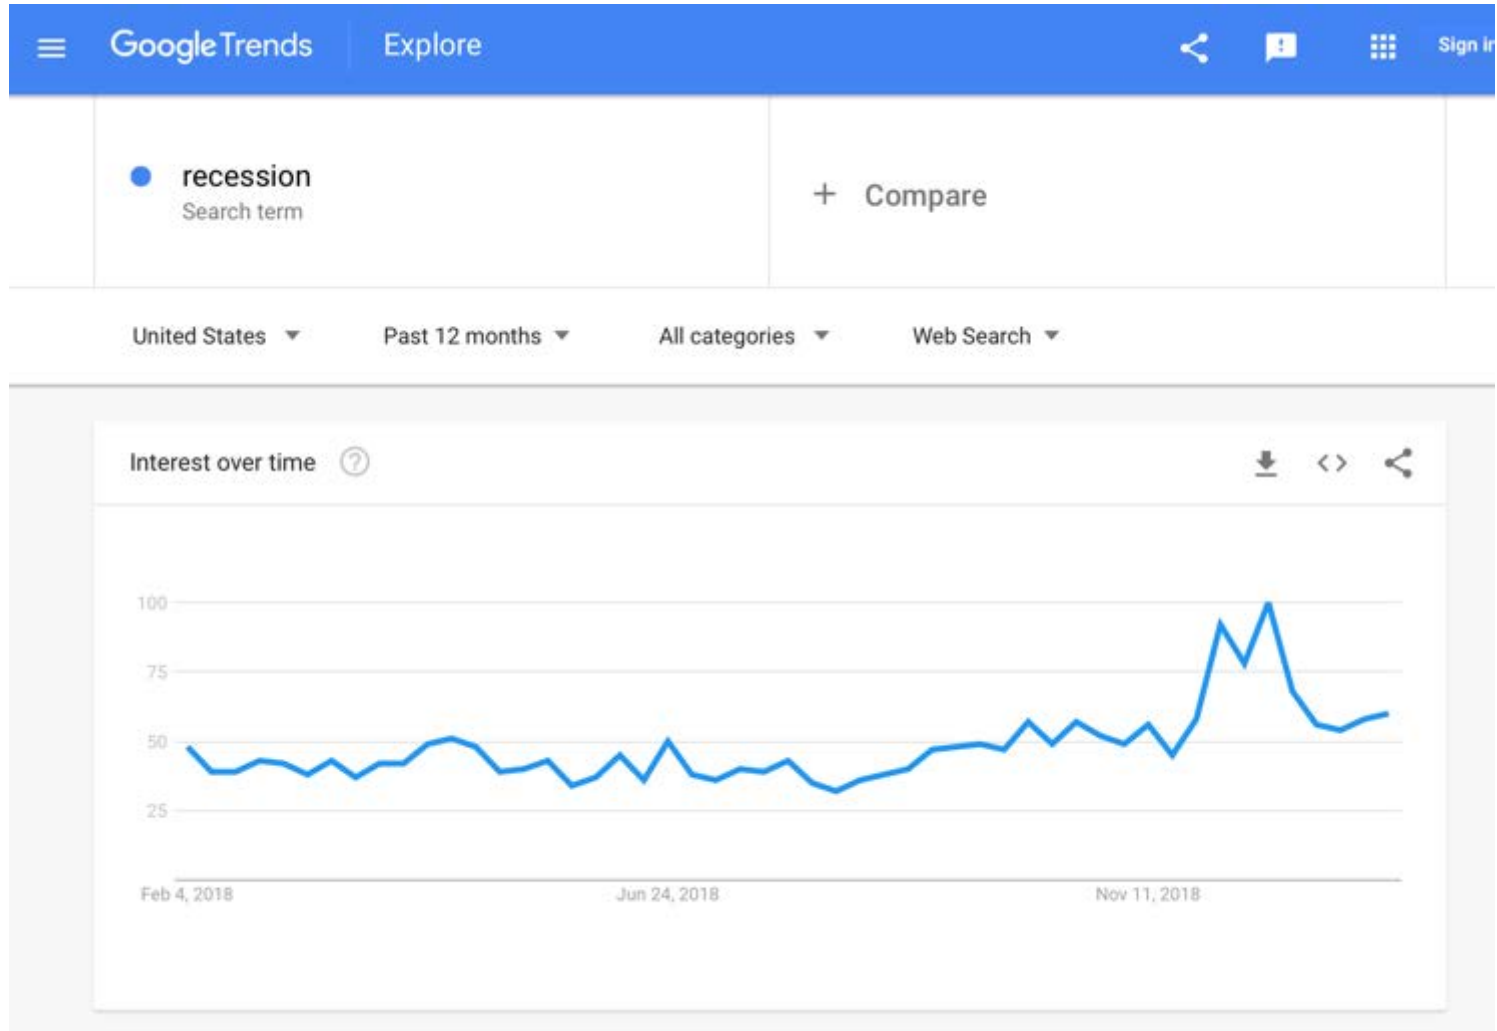 Google Trends Explore Sign in
recession
Search term
+ Compare
United States Past 12 months All categories Web Search
Interest over time ?
100
75
50
25
Feb 4, 2018 Jun 24, 2018 Nov 11, 2018